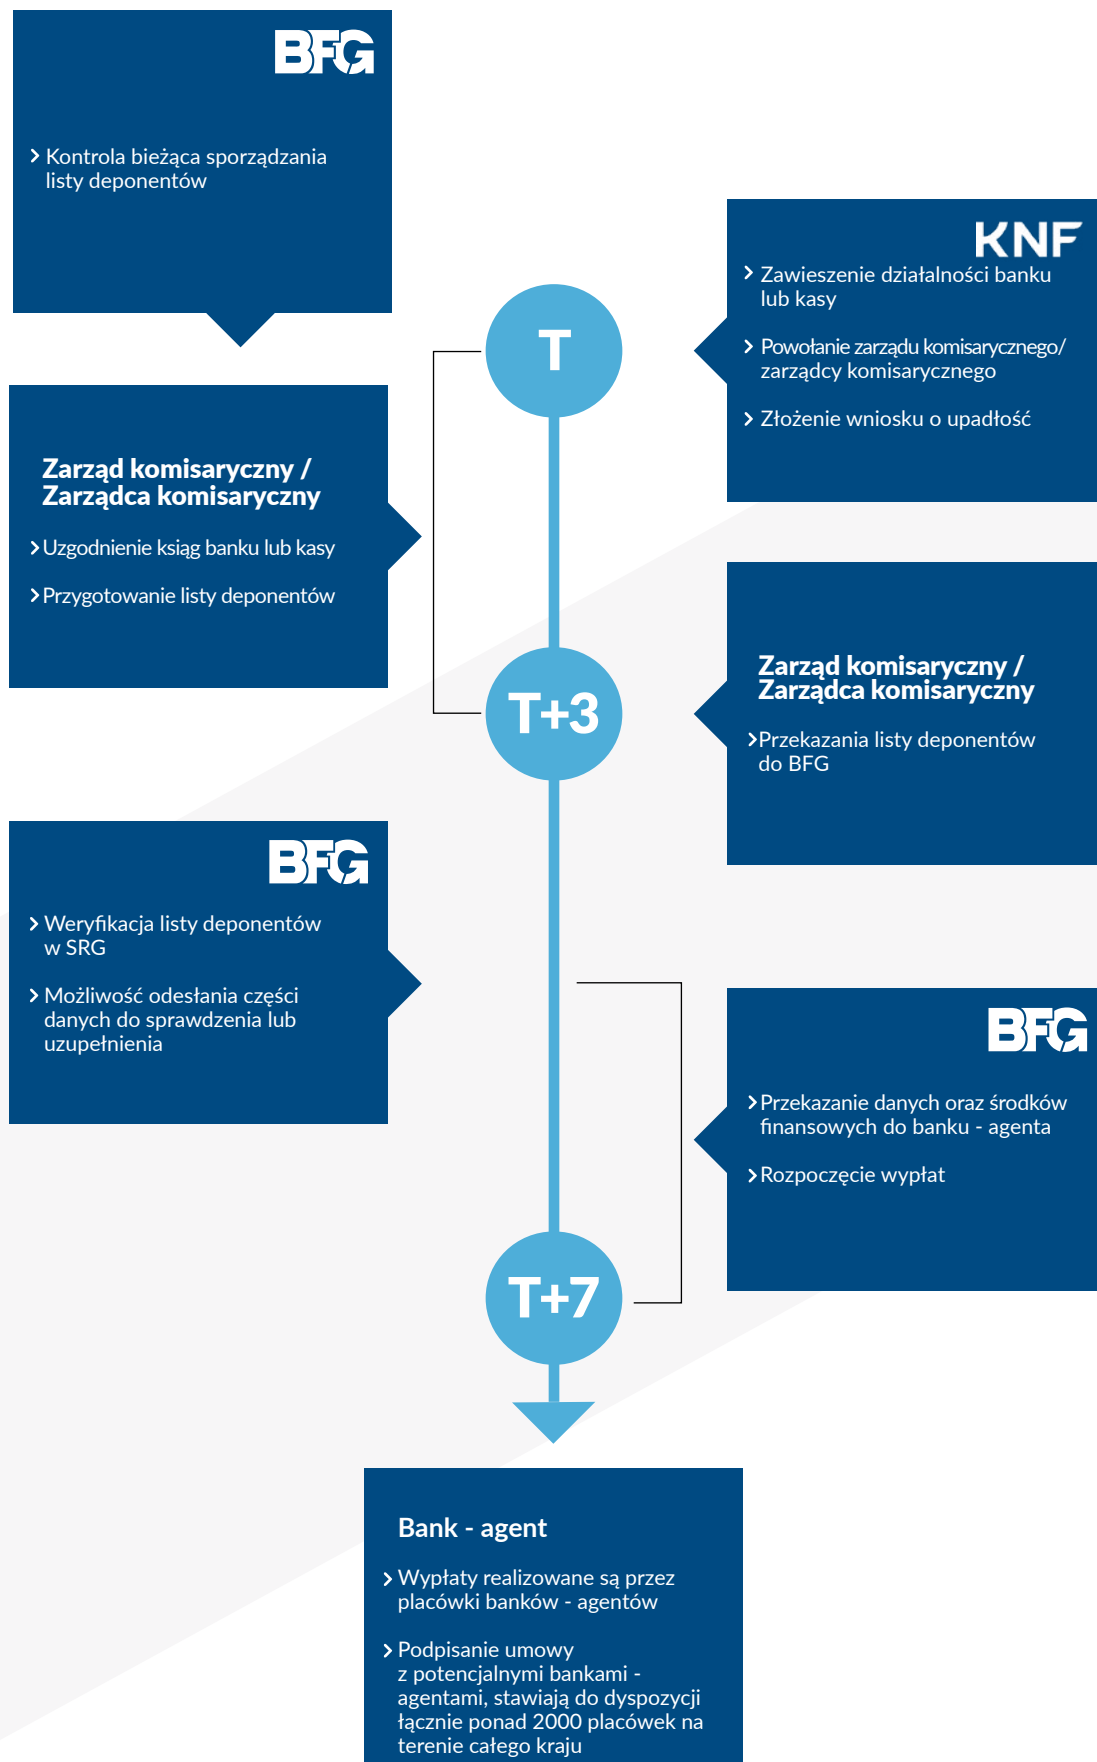 BFG
› Kontrola bieżąca sporządzania
listy deponentów
KNF
› Zawieszenie działalności banku
lub kasy
› Powołanie zarządu komisarycznego/
zarządcy komisarycznego
› Złożenie wniosku o upadłość
T
Zarząd komisaryczny /
Zarządca komisaryczny
› Uzgodnienie ksiąg banku lub kasy
› Przygotowanie listy deponentów
T+3
Zarząd komisaryczny /
Zarządca komisaryczny
› Przekazania listy deponentów
do BFG
BFG
› Weryfikacja listy deponentów
w SRG
› Możliwość odesłania części
danych do sprawdzenia lub
uzupełnienia
BFG
› Przekazanie danych oraz środków
finansowych do banku - agenta
› Rozpoczęcie wypłat
T+7
Bank - agent
› Wypłaty realizowane są przez
placówki banków - agentów
› Podpisanie umowy
z potencjalnymi bankami -
agentami, stawiają do dyspozycji
łącznie ponad 2000 placówek na
terenie całego kraju